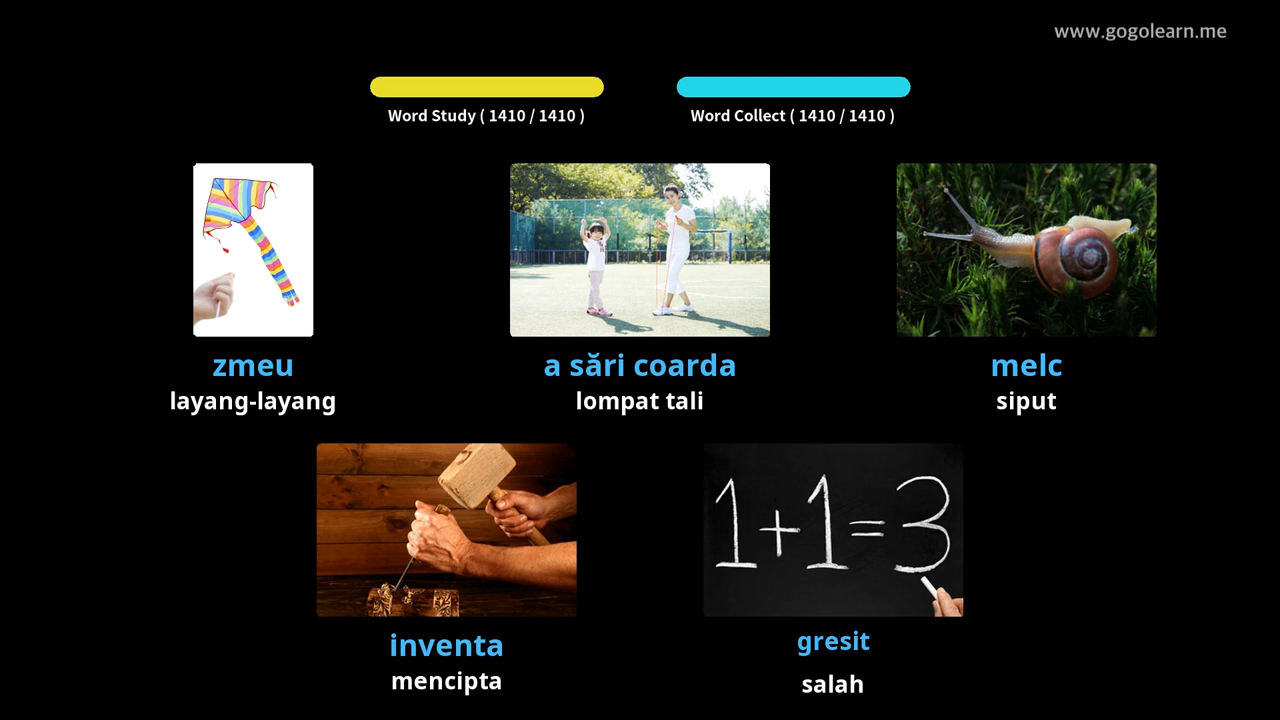 www.gogolearn.me
Word Study ( 1410 / 1410 )
Word Collect ( 1410 / 1410 )
zmeu
layang-layang
a sări coarda
lompat tali
melc
siput
1+1=3
inventa
mencipta
gresit
salah